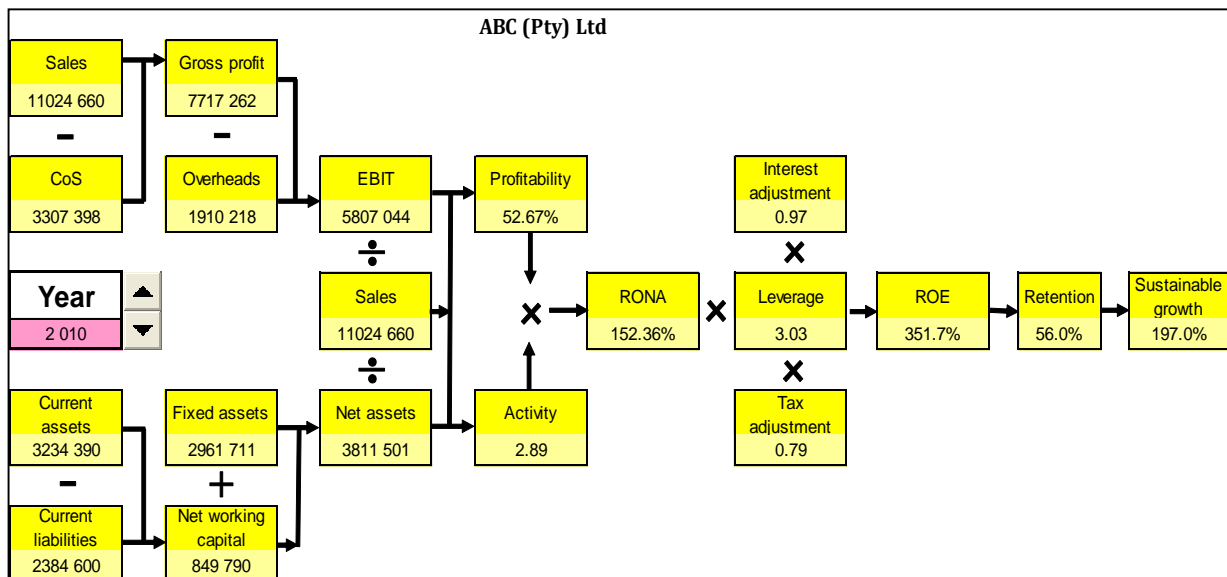 ABC (Pty) Ltd
Sales
11024 660
-
CoS
3307 398
Gross profit
7717 262
-
Overheads
1910 218
EBIT
5807 044
÷
Sales
11024 660
÷
Net assets
3811 501
Profitability
52.67%
×
Activity
2.89
Year
2 010
Current
assets
3234 390
-
Current
liabilities
2384 600
Fixed assets
2961 711
+
Net working
capital
849 790
RONA
152.36%
×
Interest
adjustment
0.97
×
Leverage
3.03
×
Tax
adjustment
0.79
ROE
351.7%
Retention
56.0%
Sustainable
growth
197.0%